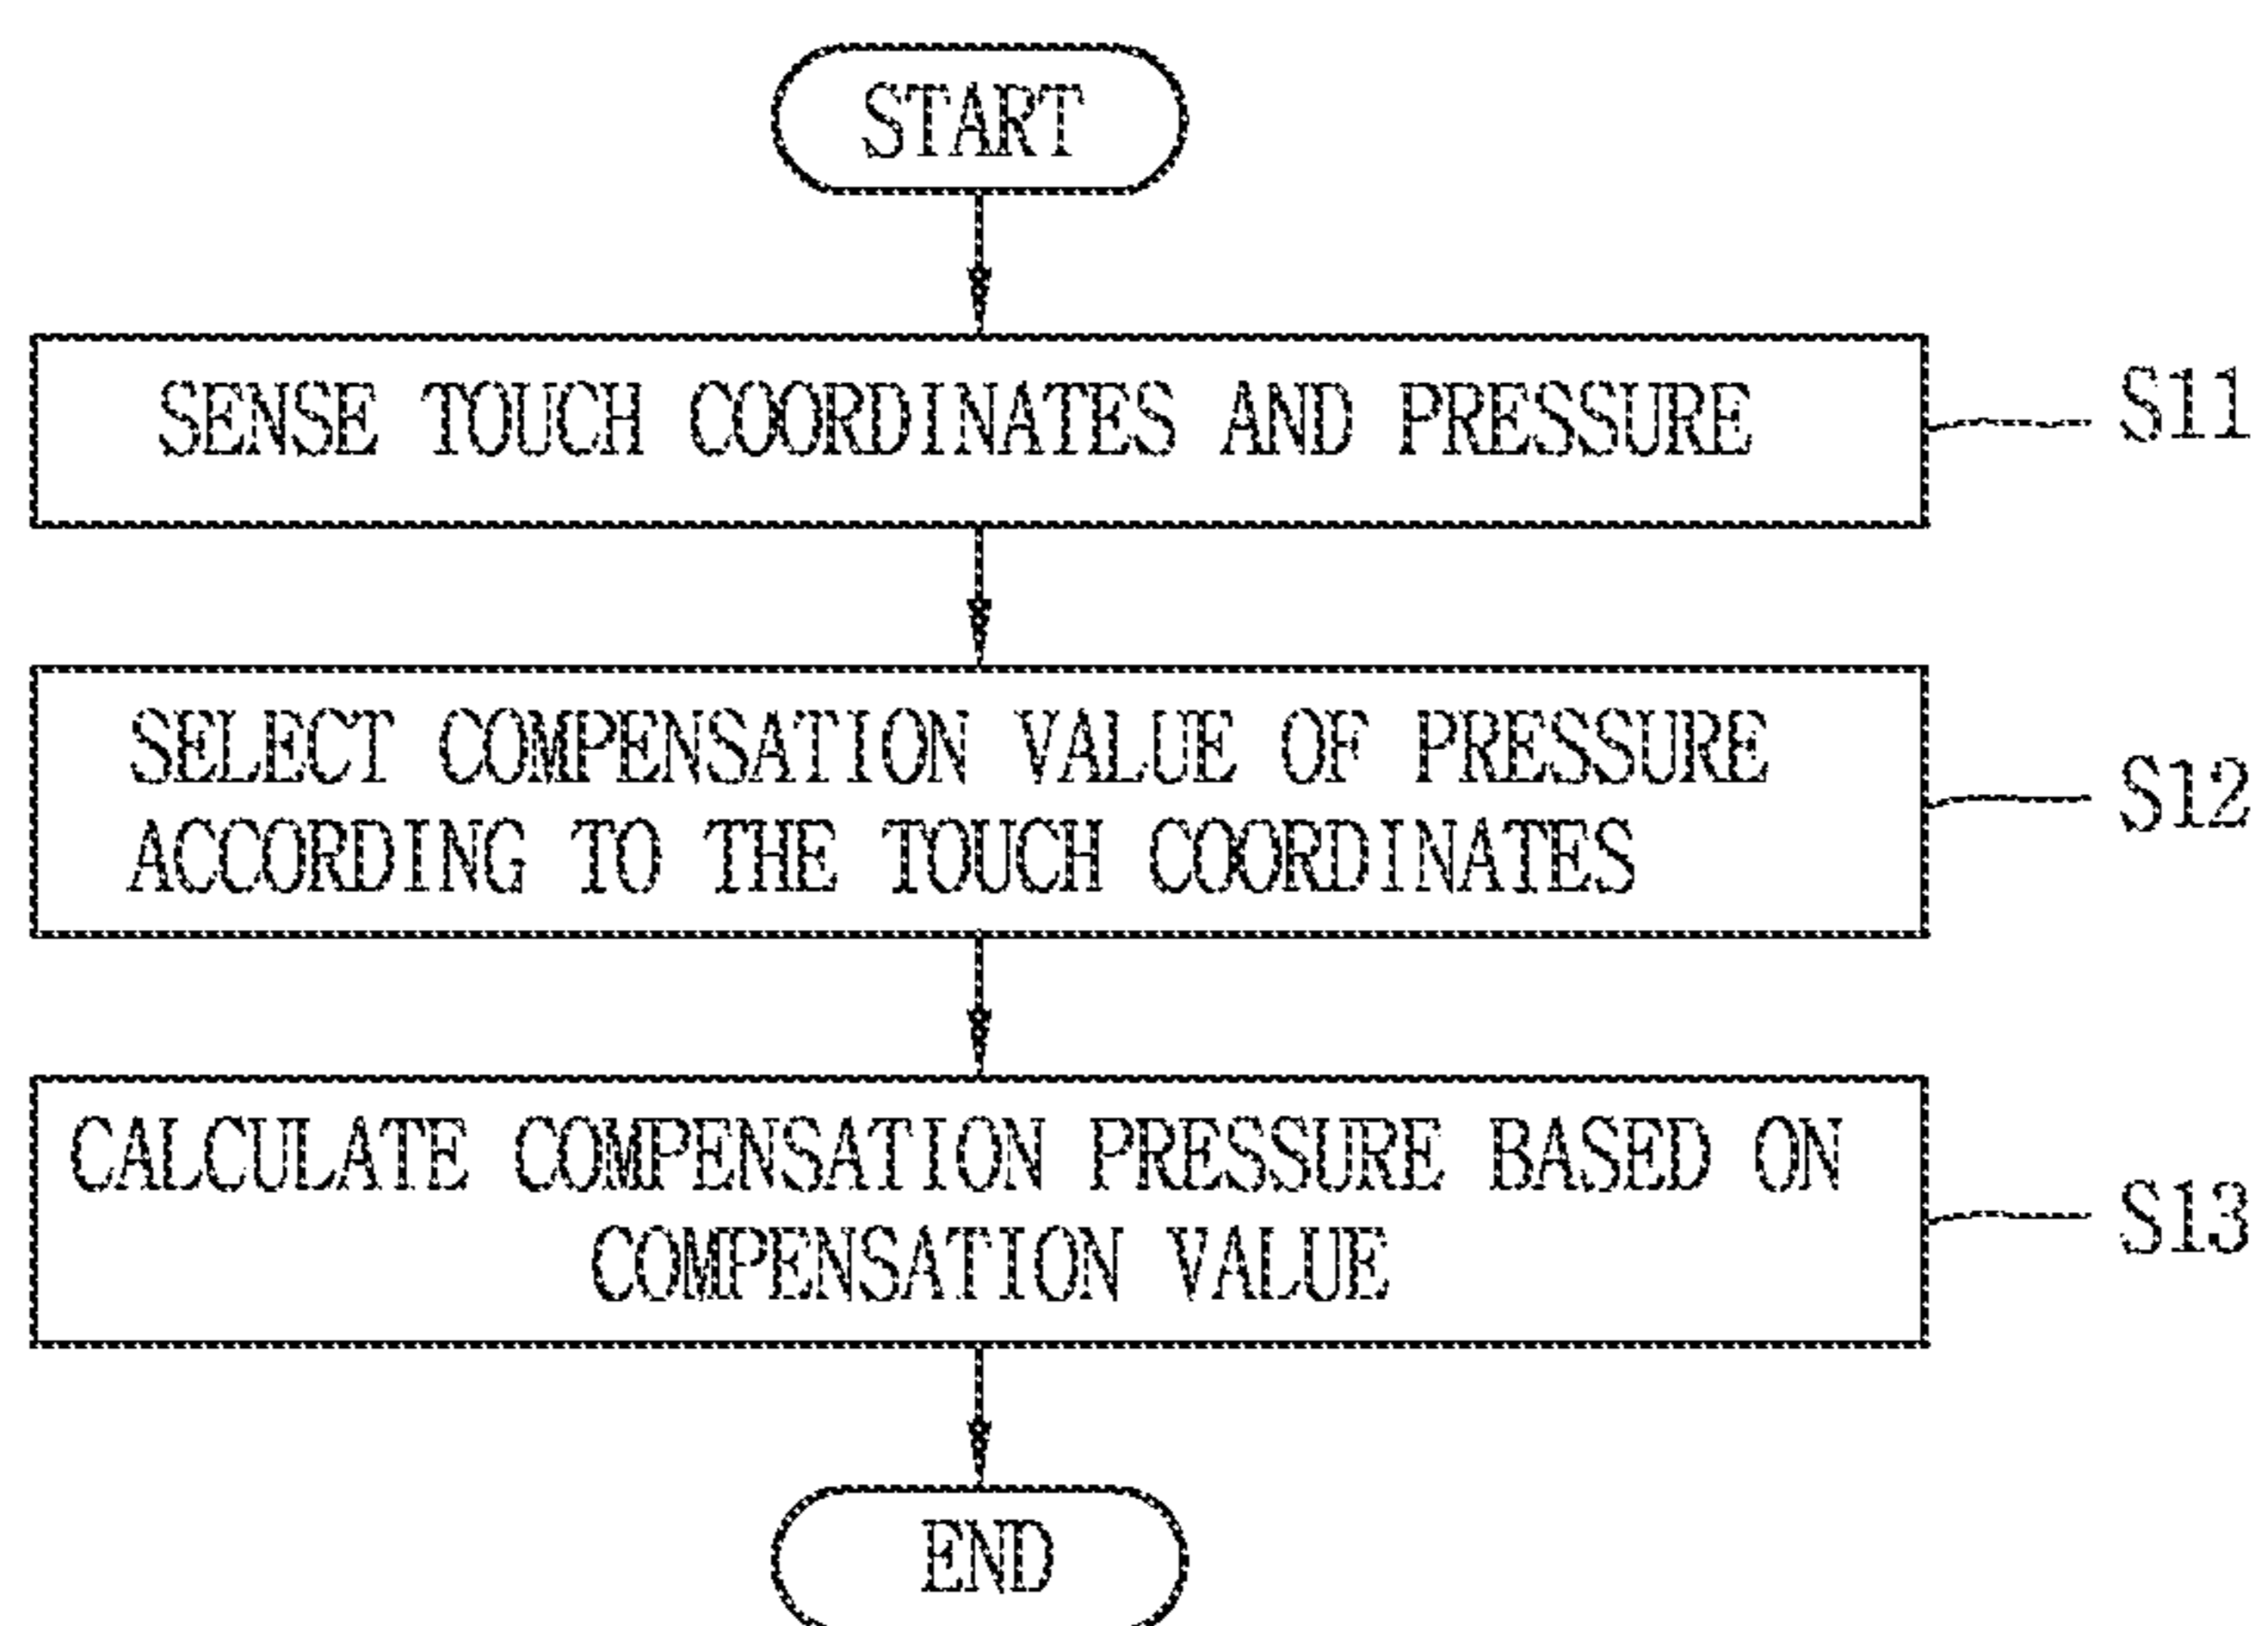 START
SENSE TOUCH COORDINATES AND PRESSURE
S11
SELECT COMPENSATION VALUE OF PRESSURE
ACCORDING TO THE TOUCH COORDINATES
S12
CALCULATE COMPENSATION PRESSURE BASED ON
COMPENSATION VALUE
S13
END